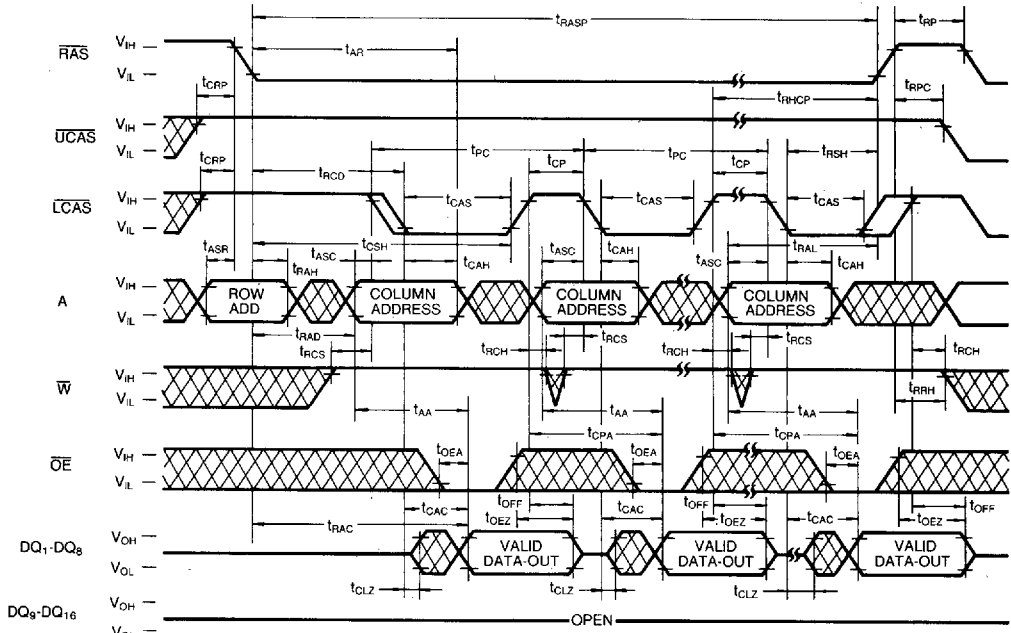 tRASP tRP
tAR
RAS VIH VIL
tCRP tRHCP tRPC
UCAS VIH VIL
tCRP tRCD tPC tCP tPC tCP tRSH
LCAS VIH VIL
tCAS tCAS tCAS
tCSH tRAL
tASR tRAH tASC tCAH tASC tCAH tASC tCAH
A VIH VIL
ROW ADD
COLUMN ADDRESS
COLUMN ADDRESS
COLUMN ADDRESS
tRAD
tRCS tRCH tRCS tRCH tRCS tRCH
W VIH VIL
tRRH
tAA tAA tAA
tCPA tCPA
OE VIH VIL
tOEA tOEA tOEA
tCAC tOFF tCAC tOFF tCAC tOFF
tRAC tOEZ tOEZ tOEZ
DQ1-DQ8 VOH VOL
VALID DATA-OUT
VALID DATA-OUT
VALID DATA-OUT
tCLZ tCLZ tCLZ
DQ9-DQ16 VOH
OPEN